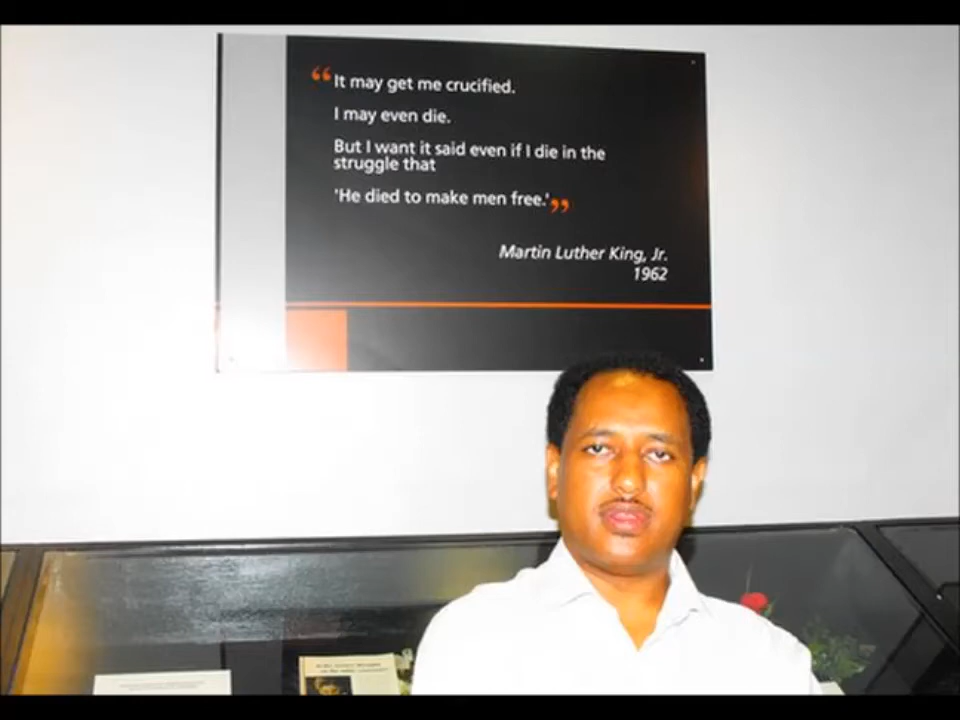 “It may get me crucified.
I may even die.
But I want it said even if I die in the
struggle that
'He died to make men free.'”
Martin Luther King, Jr.
1962